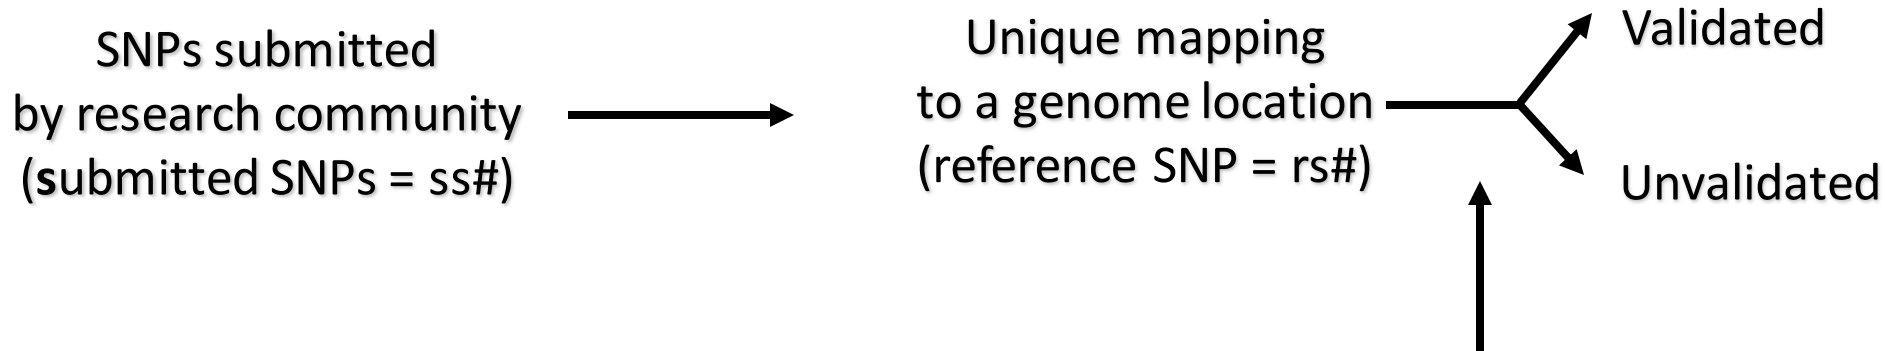 SNPs submitted
by research community
(submitted SNPs = ss#)
Unique mapping
to a genome location
(reference SNP = rs#)
Validated
Unvalidated